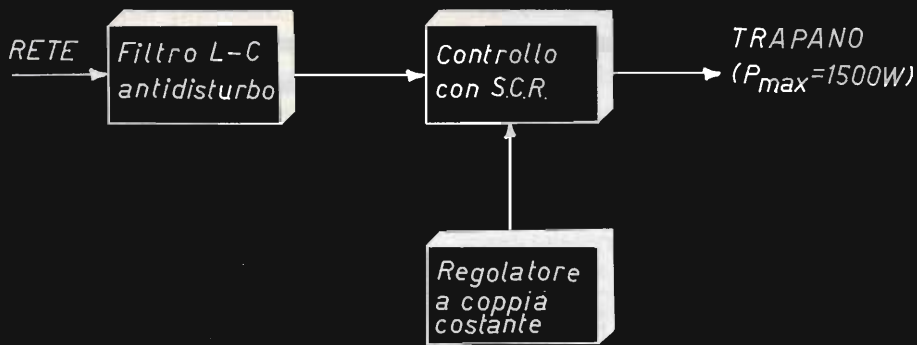 RETE
Filtro L-C
antidisturbo
Controllo
con S.C.R.
TRAPANO
(Pmax=1500W)
Regolatore
a coppia
costante